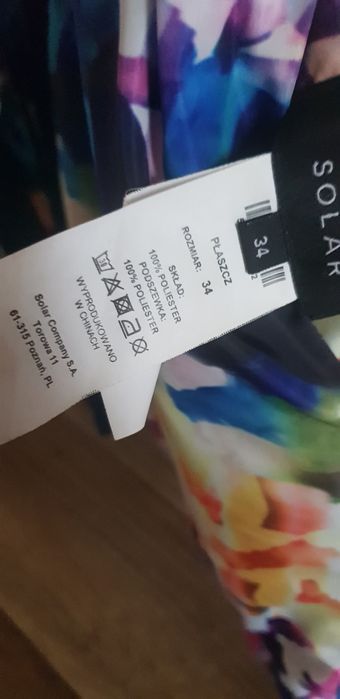 SOLAR
34
PŁASZCZ
ROZMIAR: 34
SKŁAD:
100% POLIESTER
PODSZEWKA:
100% POLIESTER
WYPRODUKOWANO
W CHINACH
Solar Company S.A.
Torowa 11
61-315 Poznań, PL